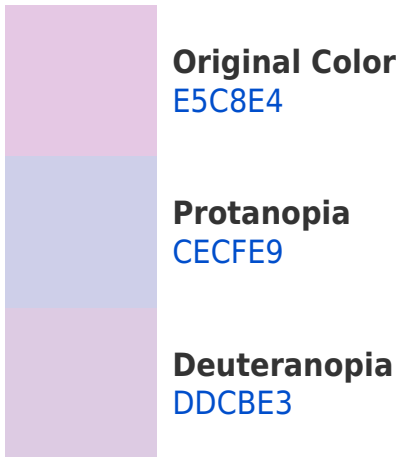 Original Color
E5C8E4
Protanopia
CECFE9
Deuteranopia
DDCBE3